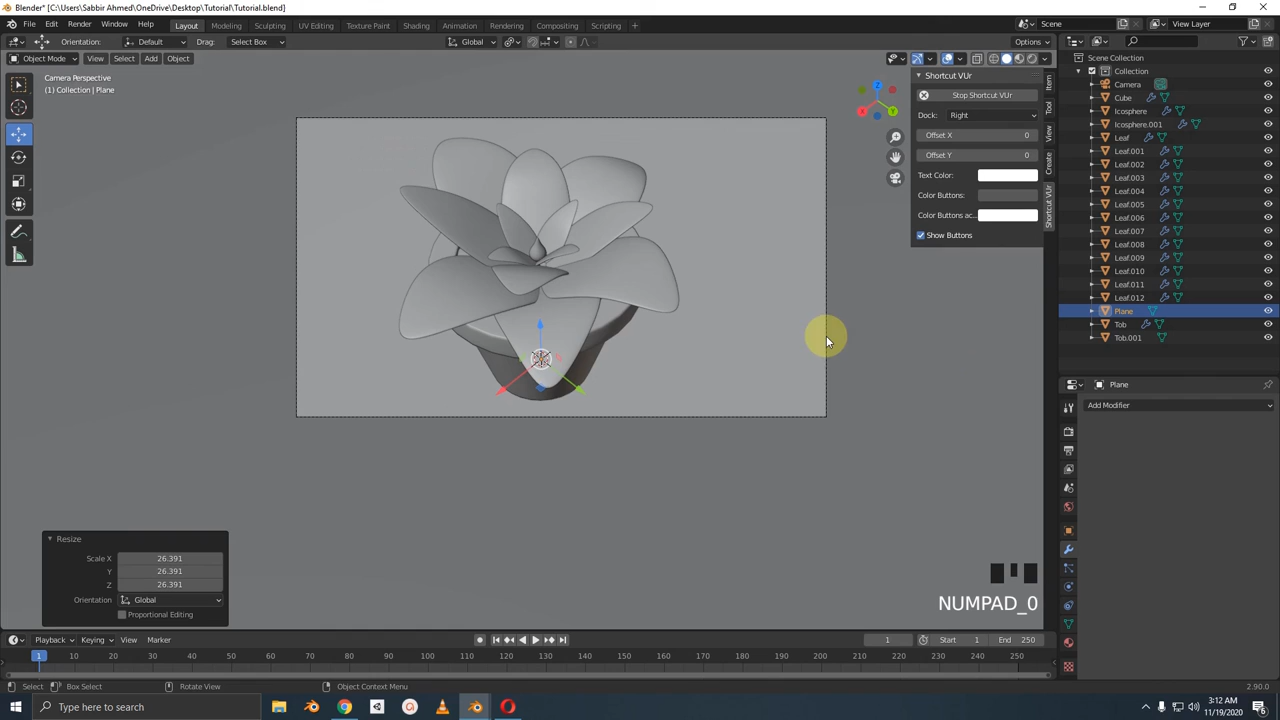 Blender* [C:\Users\Sabbir Ahmed\OneDrive\Desktop\Tutorial\Tutorial.blend]
File Edit Render Window Help Layout Modeling Sculpting UV Editing Texture Paint Shading Animation Rendering Compositing Scripting + Scene View Layer
Orientation: Default Drag: Select Box Global Options
Object Mode View Select Add Object
Camera Perspective
(1) Collection | Plane
Z
X Y
Shortcut VUr
Stop Shortcut VUr
Dock: Right
Offset X 0
Offset Y 0
Text Color:
Color Buttons:
Color Buttons ac...
Show Buttons
Item
Tool
View
Create
Shortcut VUr
Scene Collection
Collection
Camera
Cube
Icosphere
Icosphere.001
Leaf
Leaf.001
Leaf.002
Leaf.003
Leaf.004
Leaf.005
Leaf.006
Leaf.007
Leaf.008
Leaf.009
Leaf.010
Leaf.011
Leaf.012
Plane
Tob
Tob.001
Plane
Add Modifier
Resize
Scale X 26.391
Y 26.391
Z 26.391
Orientation Global
Proportional Editing
NUMPAD_0
Playback Keying View Marker 1 Start 1 End 250
1 10 20 30 40 50 60 70 80 90 100 110 120 130 140 150 160 170 180 190 200 210 220 230 240 250
Select Box Select Rotate View Object Context Menu 2.90.0
Type here to search
3:12 AM
11/19/2020
6